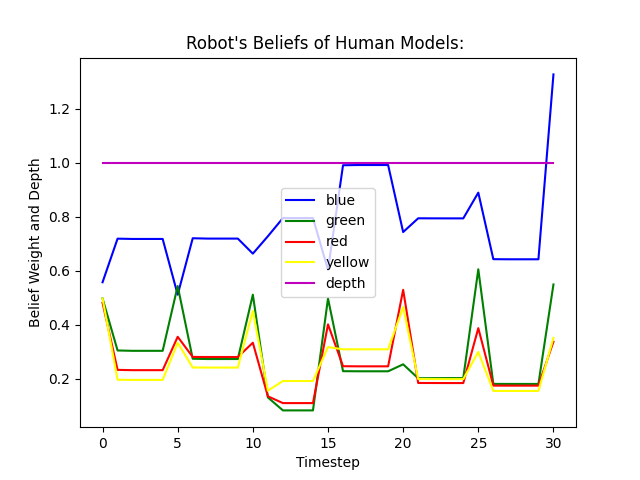 Robot's Beliefs of Human Models:
Belief Weight and Depth
1.2
1.0
0.8
0.6
0.4
0.2
blue
green
red
yellow
depth
0 5 10 15 20 25 30
Timestep